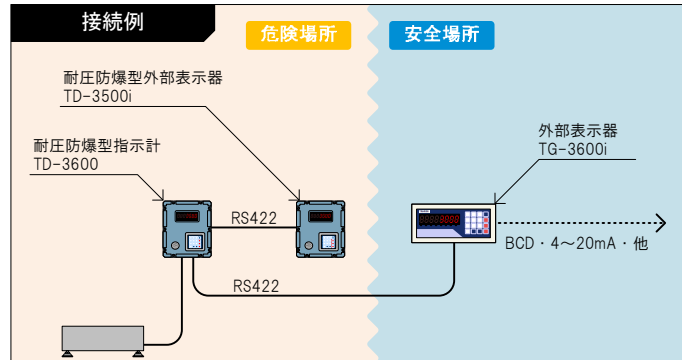 接続例
危険場所
安全場所
耐圧防爆型外部表示器
TD-3500i
耐圧防爆型指示計
TD-3600
外部表示器
TG-3600i
RS422
BCD・4～20mA・他
RS422